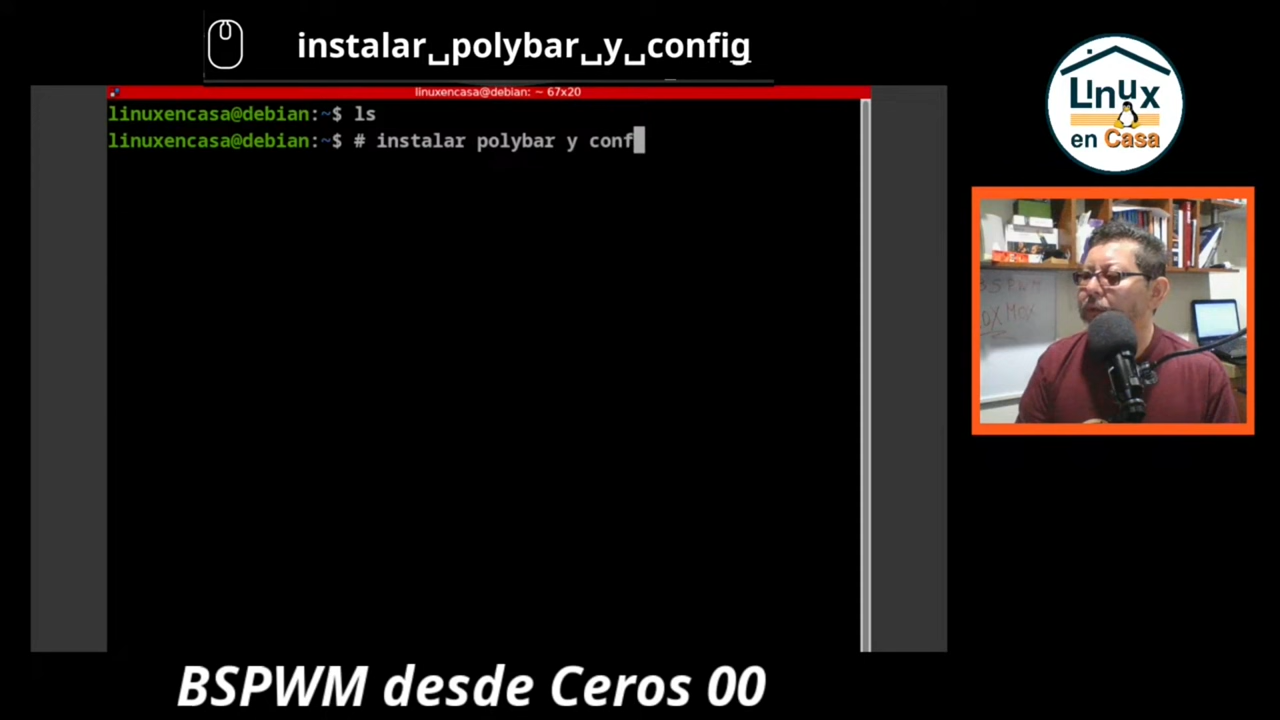 instalar␣polybar␣y␣config
linuxencasa@debian: ~ 67x20
linuxencasa@debian:~$ ls
linuxencasa@debian:~$ # instalar polybar y conf
LInux
en Casa
BSPWM
BSPWM desde Ceros 00